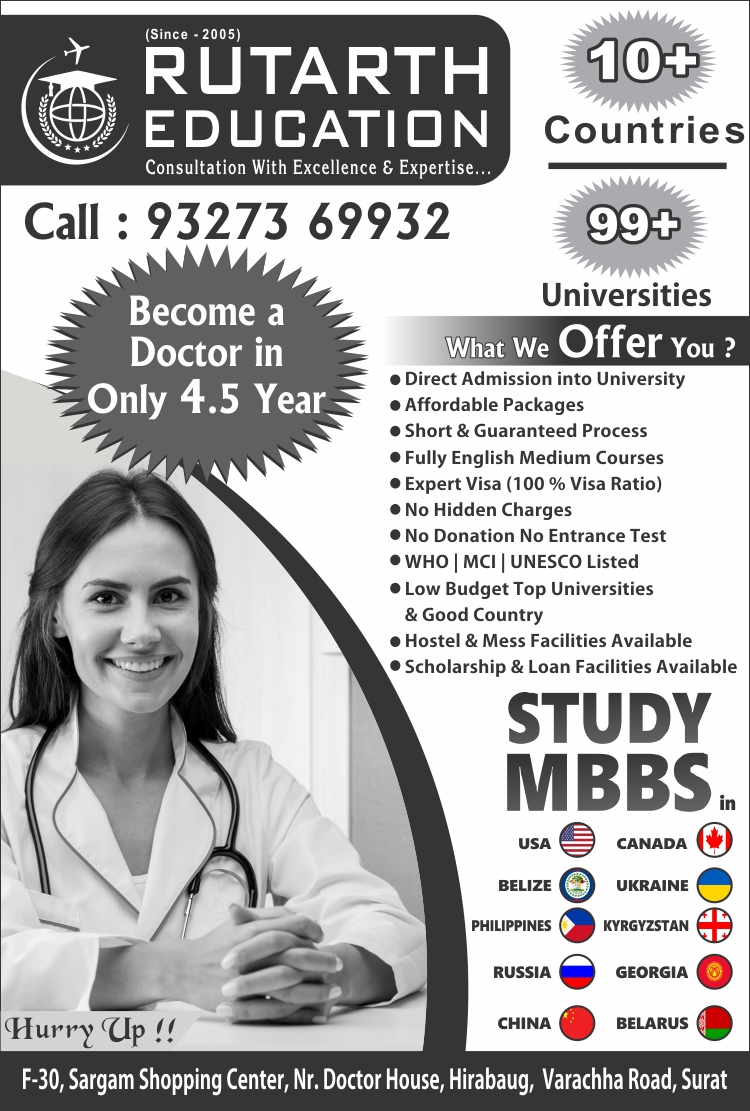 (Since - 2005)
RUTARTH
EDUCATION
Consultation With Excellence & Expertise...
10+
Countries
99+
Universities
Call : 93273 69932
Become a
Doctor in
Only 4.5 Year
What We Offer You ?
● Direct Admission into University
● Affordable Packages
● Short & Guaranteed Process
● Fully English Medium Courses
● Expert Visa (100 % Visa Ratio)
● No Hidden Charges
● No Donation No Entrance Test
● WHO | MCI | UNESCO Listed
● Low Budget Top Universities
& Good Country
● Hostel & Mess Facilities Available
● Scholarship & Loan Facilities Available
STUDY
MBBS in
USA CANADA
BELIZE UKRAINE
PHILIPPINES KYRGYZSTAN
RUSSIA GEORGIA
CHINA BELARUS
Hurry Up !!
F-30, Sargam Shopping Center, Nr. Doctor House, Hirabaug, Varachha Road, Surat